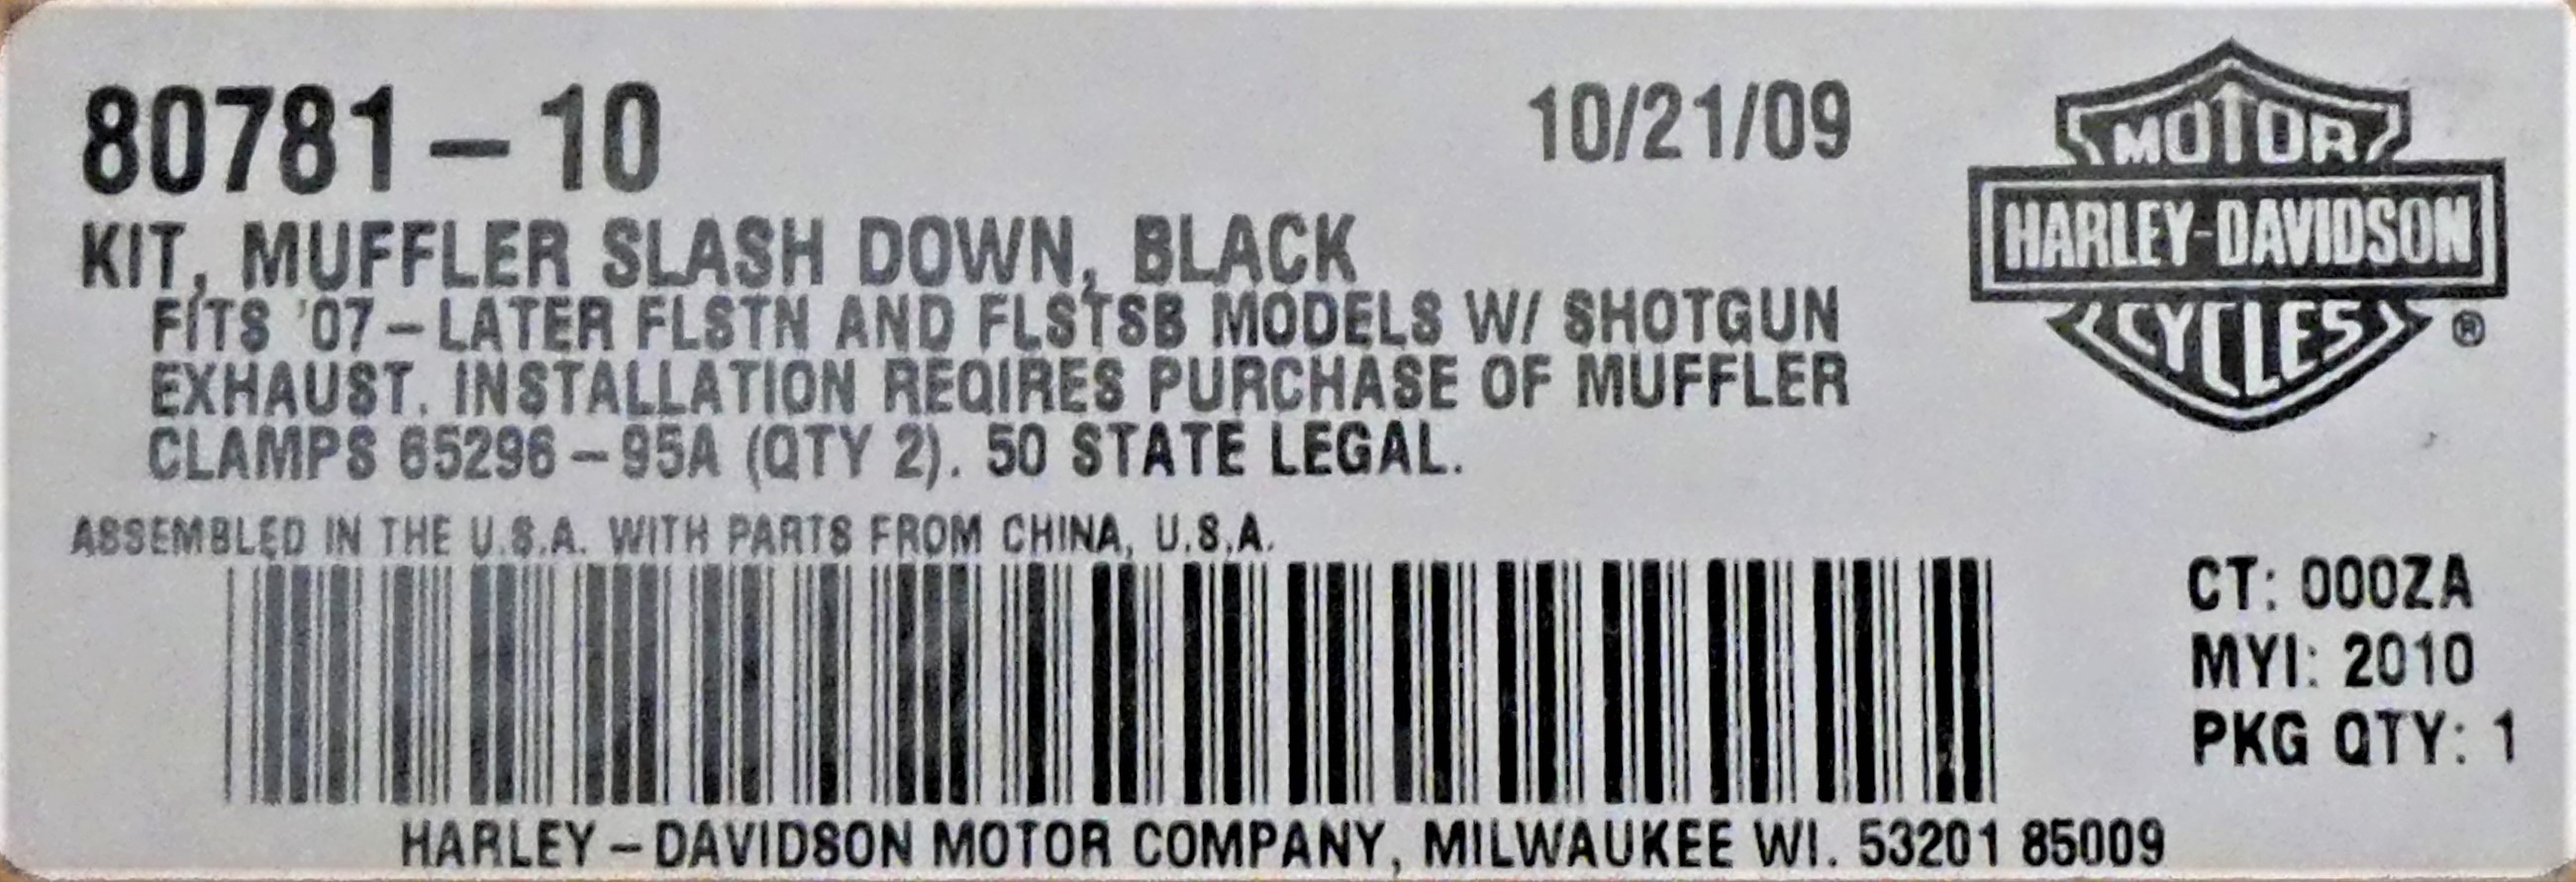 80781-10
10/21/09
KIT, MUFFLER SLASH DOWN, BLACK
FITS '07-LATER FLSTN AND FLSTSB MODELS W/ SHOTGUN
EXHAUST. INSTALLATION REQIRES PURCHASE OF MUFFLER
CLAMPS 65296-95A (QTY 2). 50 STATE LEGAL.
MOTOR
HARLEY-DAVIDSON
CYCLES
®
ASSEMBLED IN THE U.S.A. WITH PARTS FROM CHINA, U.S.A.
CT: 000ZA
MYI: 2010
PKG QTY: 1
HARLEY-DAVIDSON MOTOR COMPANY, MILWAUKEE WI. 53201 85009